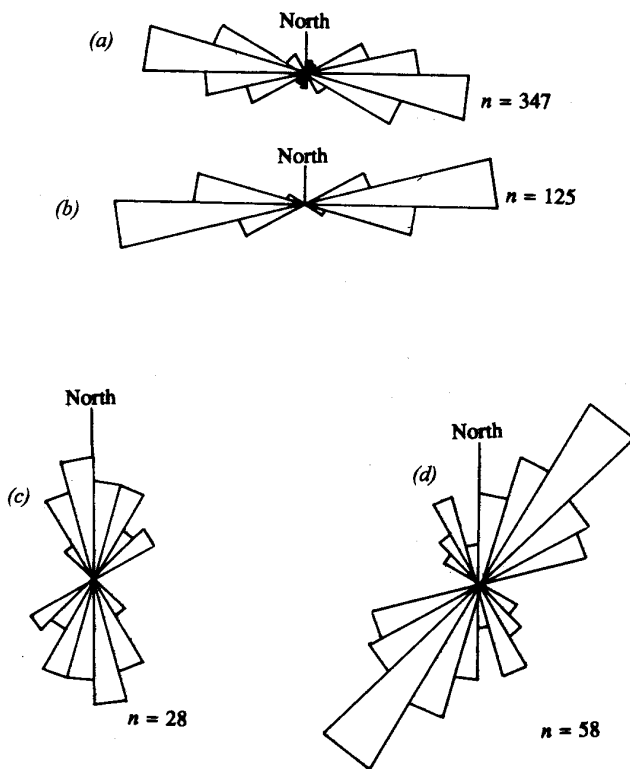 North
(a)
n = 347
North
(b)
n = 125
North
(c)
n = 28
North
(d)
n = 58